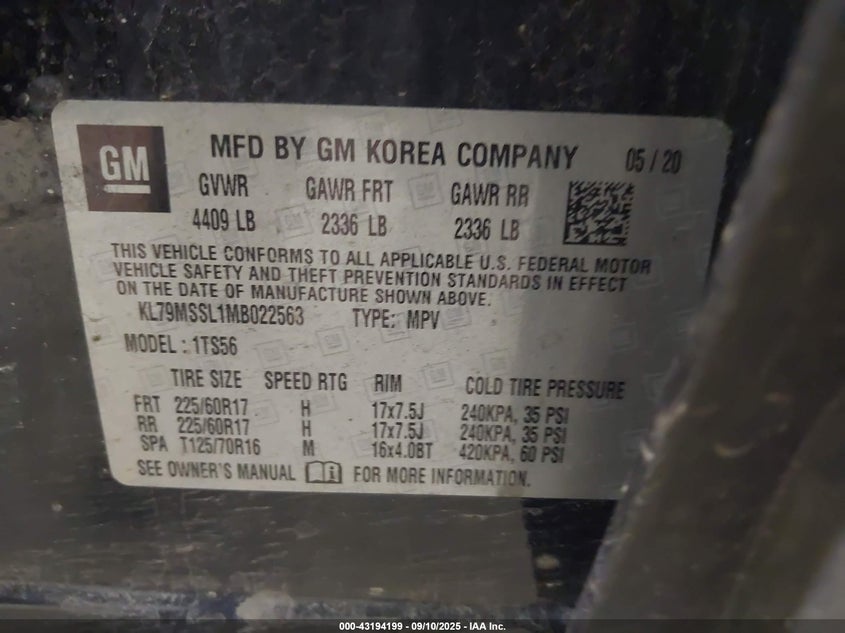 GM
MFD BY GM KOREA COMPANY 05 / 20
GVWR GAWR FRT GAWR RR
4409 LB 2336 LB 2336 LB
THIS VEHICLE CONFORMS TO ALL APPLICABLE U.S. FEDERAL MOTOR
VEHICLE SAFETY AND THEFT PREVENTION STANDARDS IN EFFECT
ON THE DATE OF MANUFACTURE SHOWN ABOVE.
KL79MSSL1MB022563 TYPE: MPV
MODEL : 1TS56
TIRE SIZE SPEED RTG RIM COLD TIRE PRESSURE
FRT 225/60R17 H 17x7.5J 240KPA, 35 PSI
RR 225/60R17 H 17x7.5J 240KPA, 35 PSI
SPA T125/70R16 M 16x4.0BT 420KPA, 60 PSI
SEE OWNER'S MANUAL FOR MORE INFORMATION.
000-43194199 - 09/10/2025 - IAA Inc.